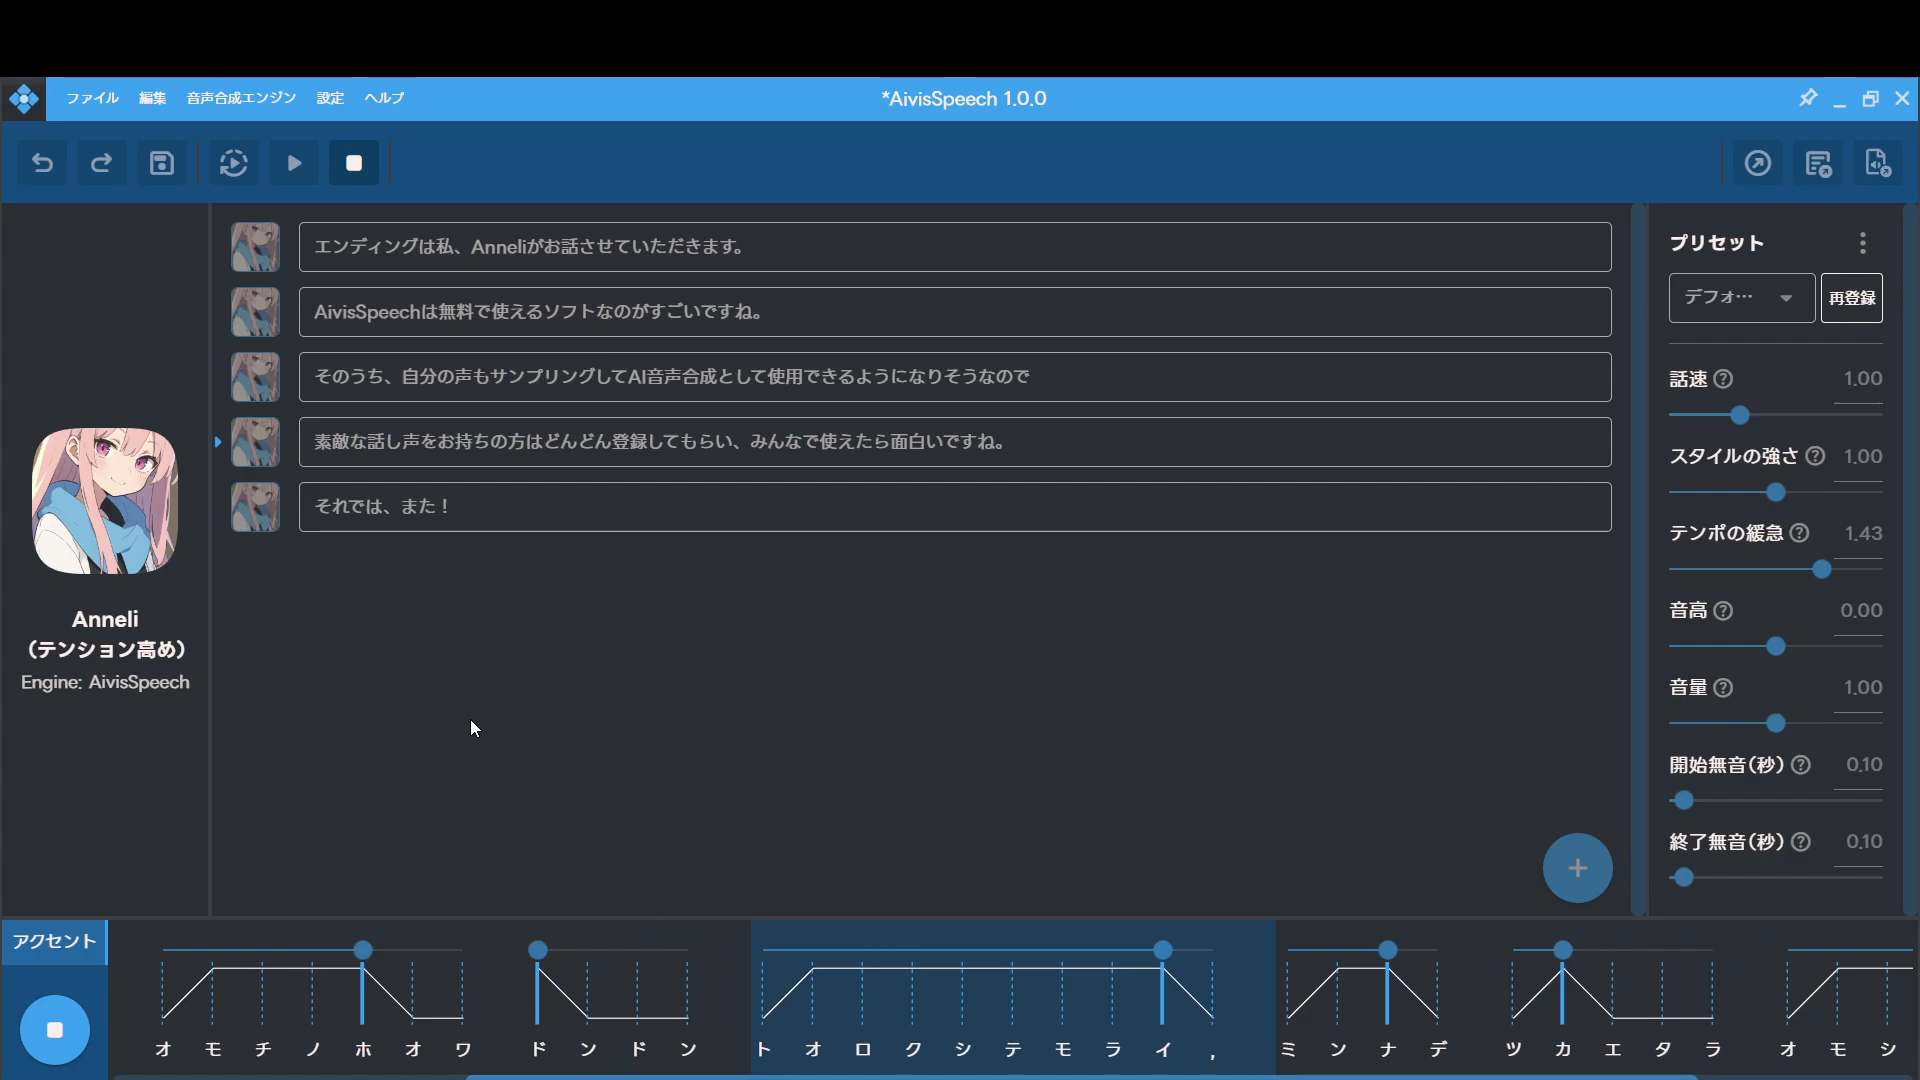 ファイル 編集 音声合成エンジン 設定 ヘルプ *AivisSpeech 1.0.0
エンディングは私、Anneliがお話させていただきます。
AivisSpeechは無料で使えるソフトなのがすごいですね。
そのうち、自分の声もサンプリングしてAI音声合成として使用できるようになりそうなので
素敵な話し声をお持ちの方はどんどん登録してもらい、みんなで使えたら面白いですね。
それでは、また！
Anneli
（テンション高め）
Engine: AivisSpeech
プリセット
デフォ… 再登録
話速 1.00
スタイルの強さ 1.00
テンポの緩急 1.43
音高 0.00
音量 1.00
開始無音(秒) 0.10
終了無音(秒) 0.10
アクセント
オ モ チ ノ ホ オ ワ ド ン ド ン ト オ ロ ク シ テ モ ラ イ , ミ ン ナ デ ツ カ エ タ ラ オ モ シ